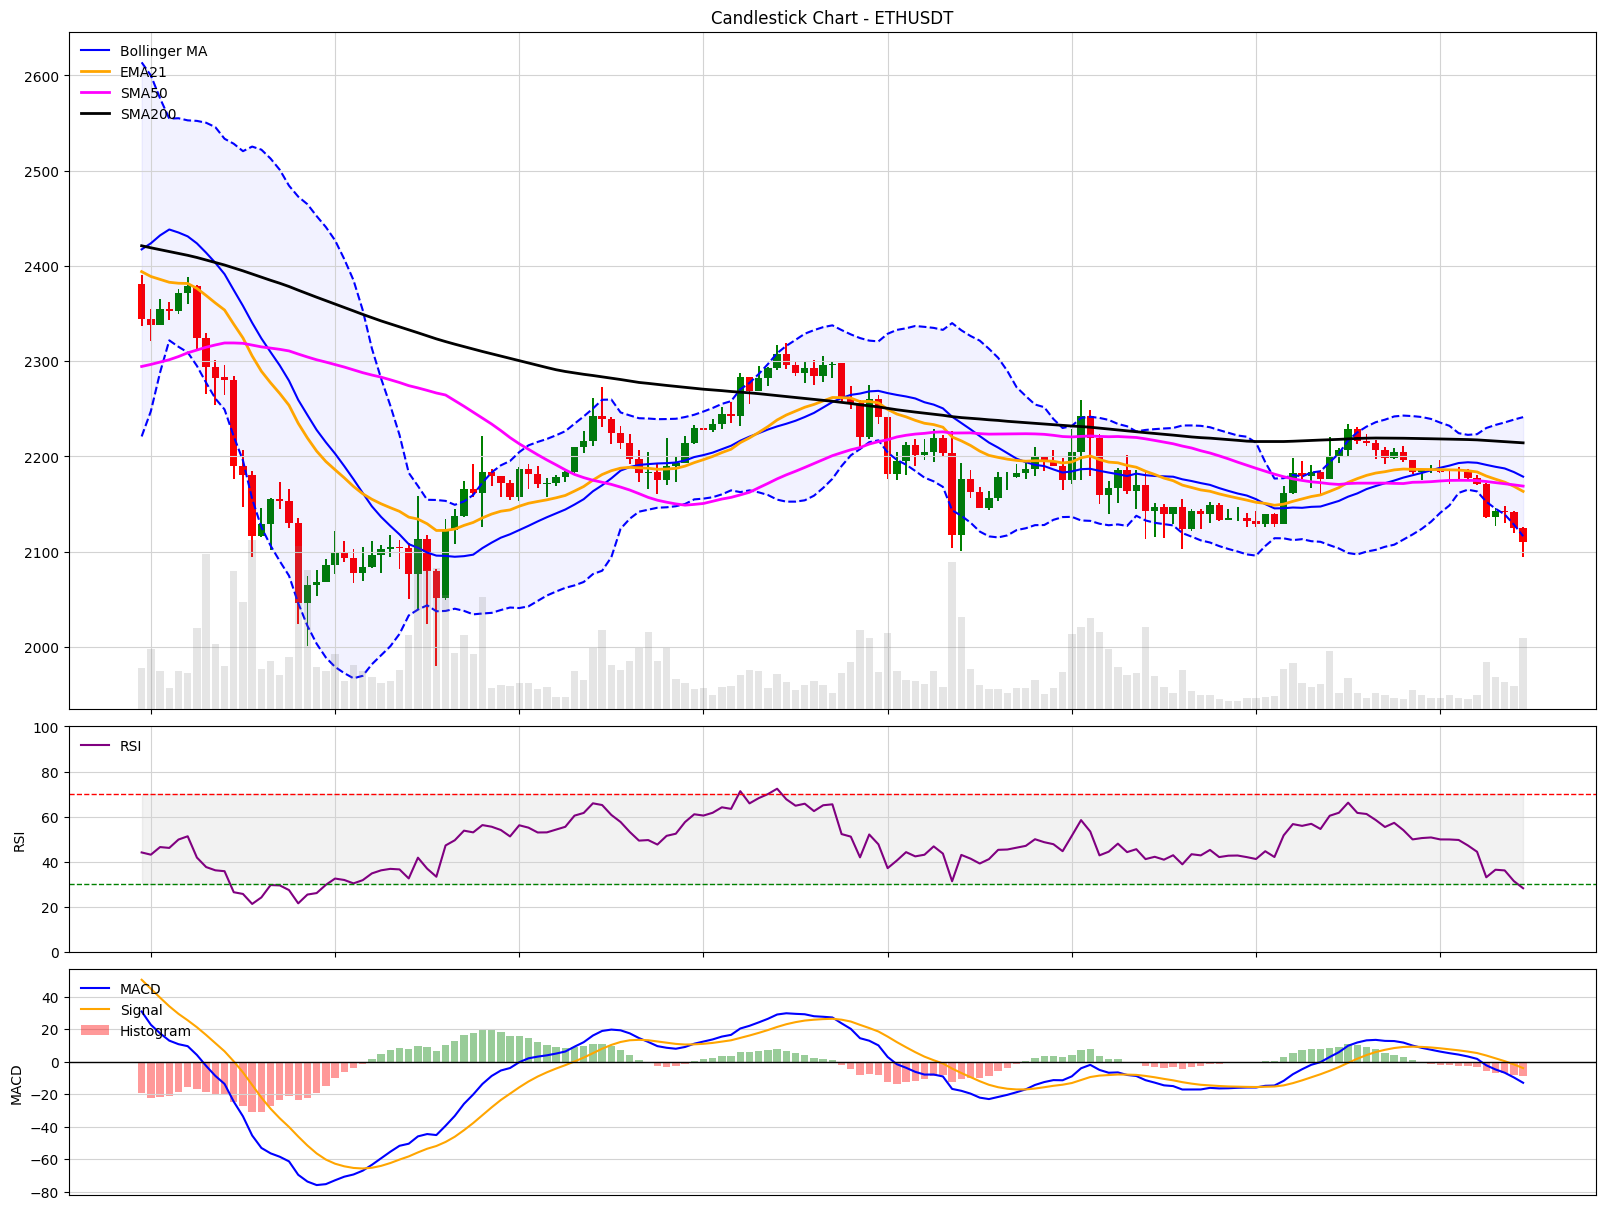 Candlestick Chart - ETHUSDT
Bollinger MA
EMA21
SMA50
SMA200
2600
2500
2400
2300
2200
2100
2000
RSI
100
80
60
40
20
0
RSI
MACD
Signal
Histogram
40
20
0
−20
−40
−60
−80
MACD